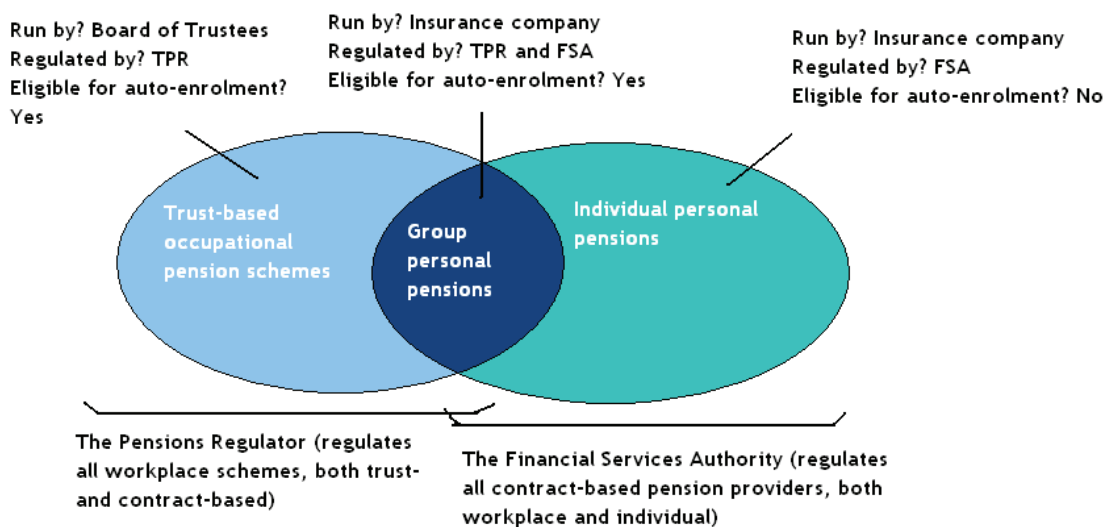 Run by? Board of Trustees
Regulated by? TPR
Eligible for auto-enrolment?
Yes
Run by? Insurance company
Regulated by? TPR and FSA
Eligible for auto-enrolment? Yes
Run by? Insurance company
Regulated by? FSA
Eligible for auto-enrolment? No
Trust-based
occupational
pension schemes
Group
personal
pensions
Individual personal
pensions
The Pensions Regulator (regulates
all workplace schemes, both trust-
and contract-based)
The Financial Services Authority (regulates
all contract-based pension providers, both
workplace and individual)